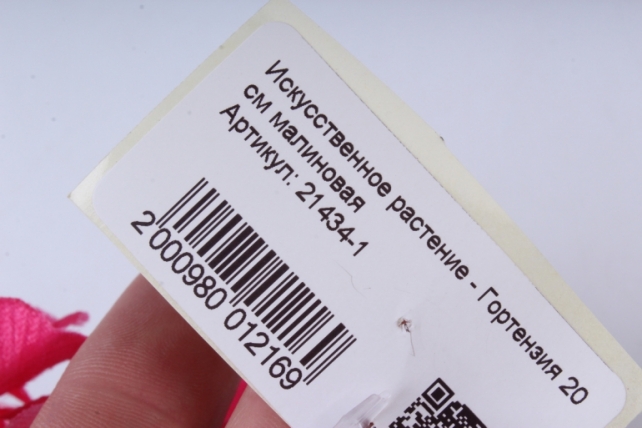 Искусственное растение - Гортензия 20
см малиновая
Артикул: 21434-1
2 000980 012169